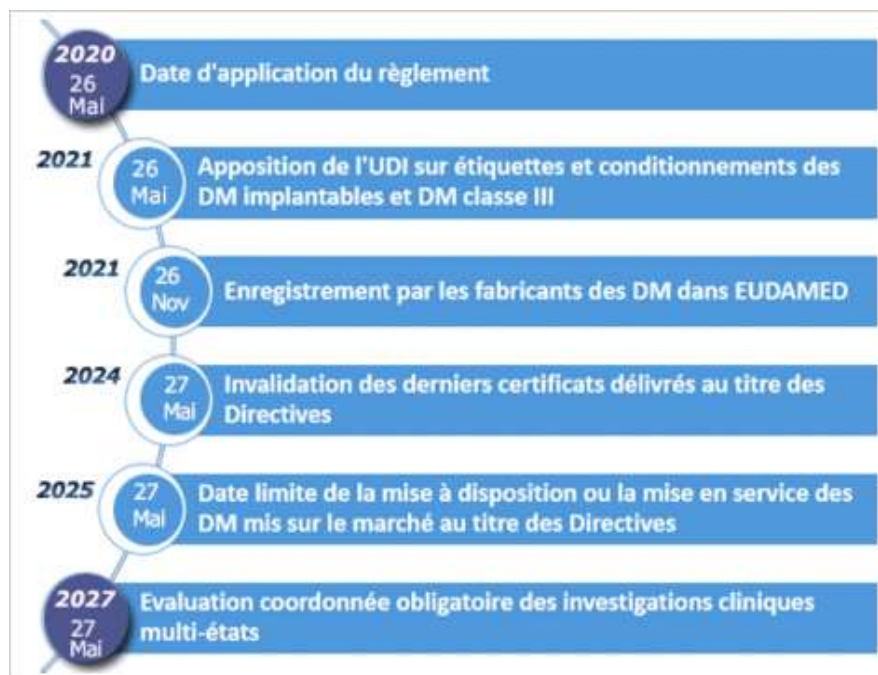 2020
26
Mai
Date d'application du règlement
2021
26
Mai
Apposition de l'UDI sur étiquettes et conditionnements des
DM implantables et DM classe III
2021
26
Nov
Enregistrement par les fabricants des DM dans EUDAMED
2024
27
Mai
Invalidation des derniers certificats délivrés au titre des
Directives
2025
27
Mai
Date limite de la mise à disposition ou la mise en service des
DM mis sur le marché au titre des Directives
2027
27
Mai
Evaluation coordonnée obligatoire des investigations cliniques
multi-états